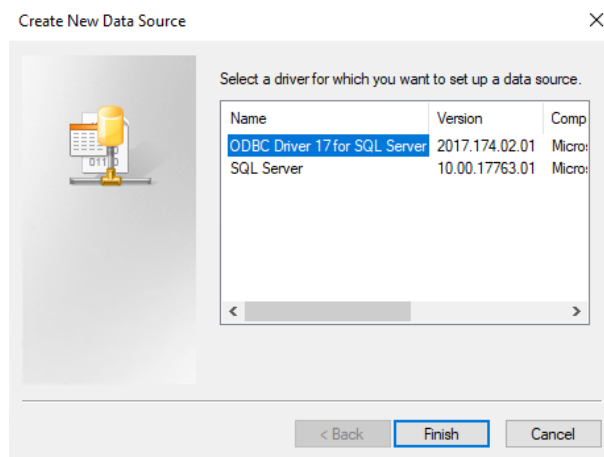 Create New Data Source
Select a driver for which you want to set up a data source.
Name Version Comp
ODBC Driver 17 for SQL Server 2017.174.02.01 Micro
SQL Server 10.00.17763.01 Micro
011 0
< Back Finish Cancel